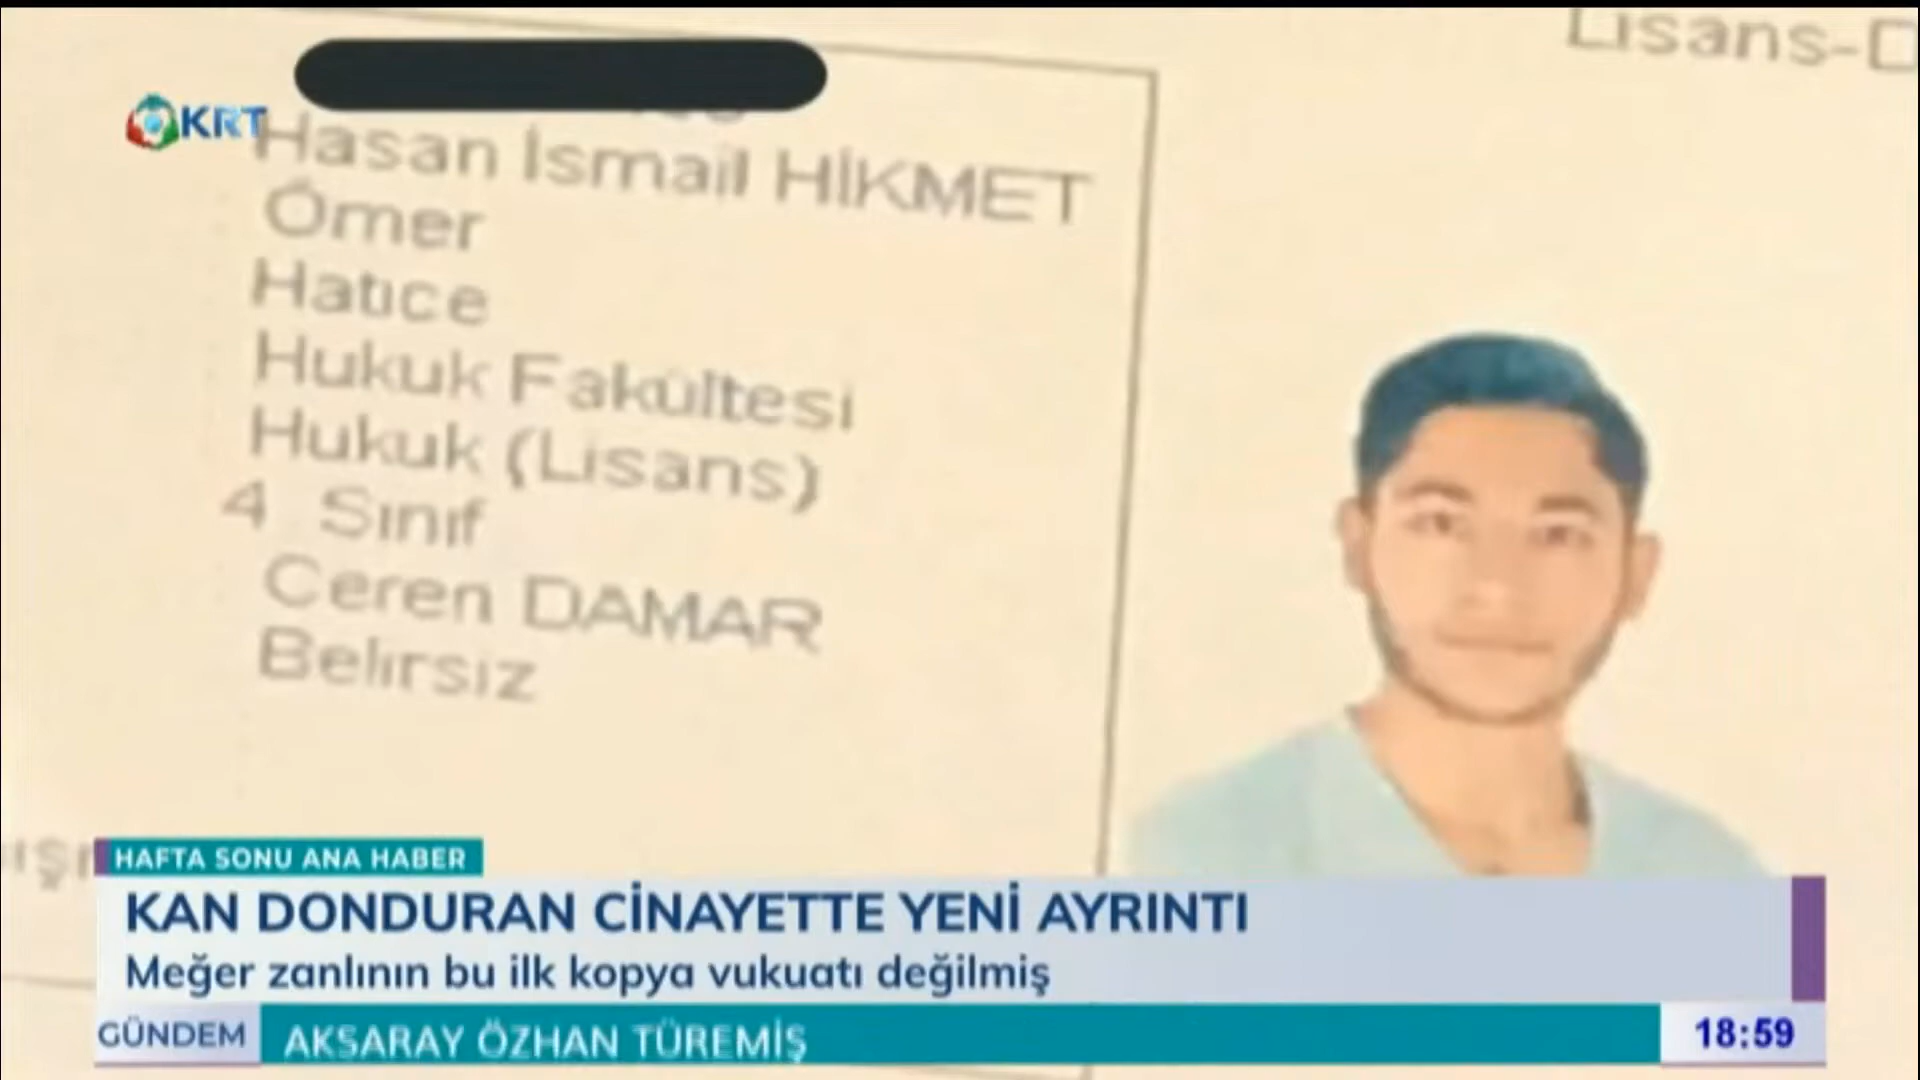 Lisans-D
KRT
Hasan İsmail HİKMET
Ömer
Hatice
Hukuk Fakültesi
Hukuk (Lisans)
4 Sınıf
Ceren DAMAR
Belirsiz
HAFTA SONU ANA HABER
KAN DONDURAN CİNAYETTE YENİ AYRINTI
Meğer zanlının bu ilk kopya vukuatı değilmiş
GÜNDEM
AKSARAY ÖZHAN TÜREMİŞ
18:59